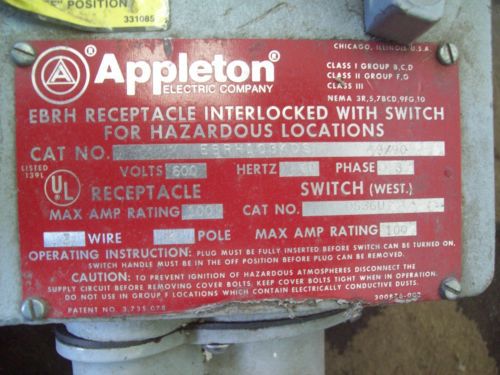 " POSITION
331085
Appleton®
ELECTRIC COMPANY
CHICAGO, ILLINOIS U.S.A.
CLASS I GROUP B,C,D
CLASS II GROUP F,G
CLASS III
NEMA 3R,5,7BCD,9FG,10
EBRH RECEPTACLE INTERLOCKED WITH SWITCH
FOR HAZARDOUS LOCATIONS
CAT NO.
VOLTS 600 HERTZ PHASE 3
LISTED
139L
UL
RECEPTACLE SWITCH (WEST.)
MAX AMP RATING 100 CAT NO.
WIRE POLE MAX AMP RATING 100
OPERATING INSTRUCTION: PLUG MUST BE FULLY INSERTED BEFORE SWITCH CAN BE TURNED ON,
SWITCH HANDLE MUST BE IN THE OFF POSITION BEFORE PLUG CAN BE REMOVED.
CAUTION: TO PREVENT IGNITION OF HAZARDOUS ATMOSPHERES DISCONNECT THE
SUPPLY CIRCUIT BEFORE REMOVING COVER BOLTS, KEEP COVER BOLTS TIGHT WHEN IN OPERATION.
DO NOT USE IN GROUP F LOCATIONS WHICH CONTAIN ELECTRICALLY CONDUCTIVE DUSTS.
PATENT NO. 3,735,078